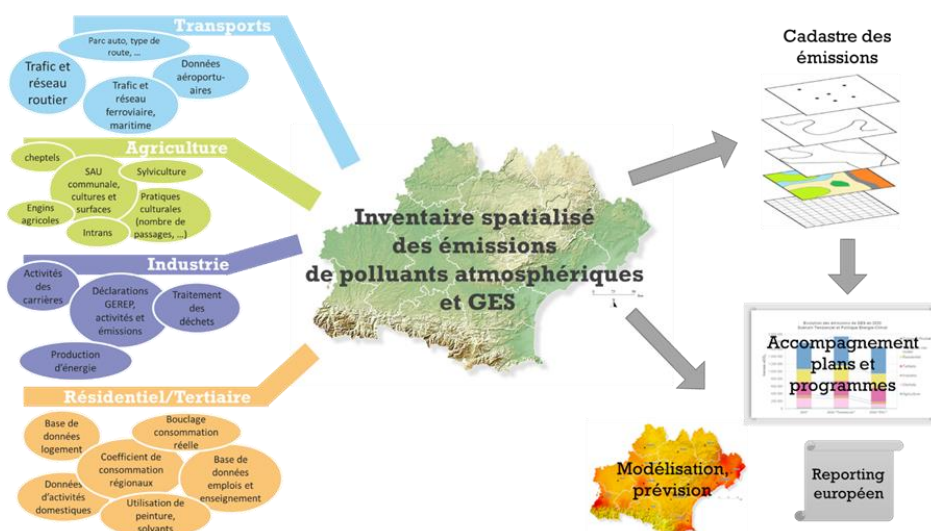 Transports
Parc auto, type de
route, ...
Trafic et
réseau
routier
Données
aéroportu-
aires
Trafic et
réseau
ferroviaire,
maritime
Agriculture
cheptels
SAU
communale,
cultures et
surfaces
Sylviculture
Engins
agricoles
Pratiques
culturales
(nombre de
passages, ...)
Intrans
Industrie
Activités
des
carrières
Déclarations
GEREP,
activités et
émissions
Traitement
des
déchets
Production
d'énergie
Résidentiel/Tertiaire
Base de
données
logement
Bouclage
consommation
réelle
Coefficient de
consommation
régionaux
Base de
données
emplois et
enseignement
Données
d'activités
domestiques
Utilisation de
peinture,
solvants
Inventaire spatialisé
des émissions
de polluants atmosphériques
et GES
Cadastre des
émissions
Accompagnement
plans et
programmes
Modélisation,
prévision
Reporting
européen